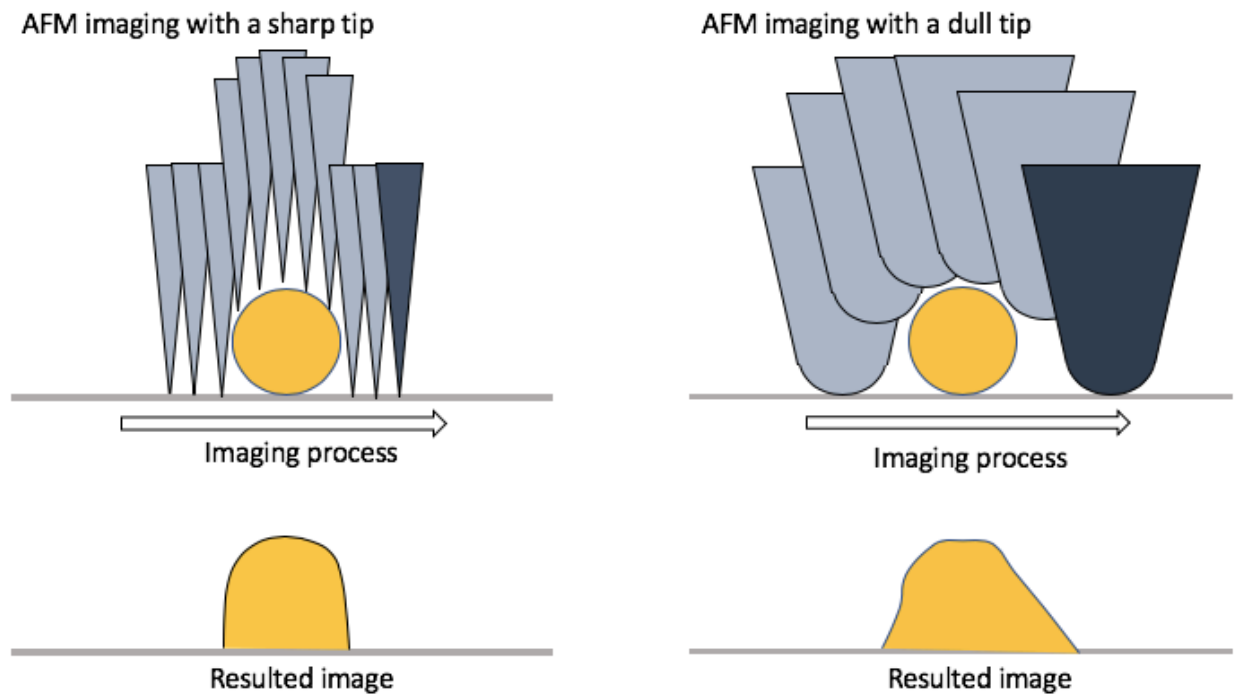 AFM imaging with a sharp tip
AFM imaging with a dull tip
Imaging process
Imaging process
Resulted image
Resulted image